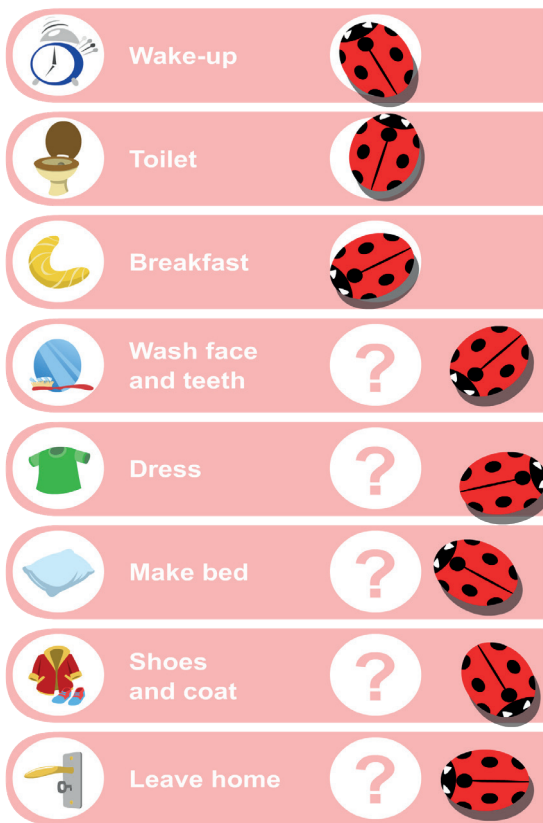 Wake-up
Toilet
Breakfast
Wash face
and teeth
?
Dress
?
Make bed
?
Shoes
and coat
?
Leave home
?